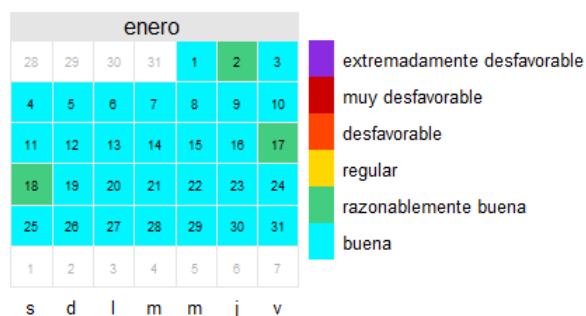 enero
28 29 30 31 1 2 3
4 5 6 7 8 9 10
11 12 13 14 15 16 17
18 19 20 21 22 23 24
25 26 27 28 29 30 31
1 2 3 4 5 6 7
s d l m m j v
extremadamente desfavorable
muy desfavorable
desfavorable
regular
razonablemente buena
buena